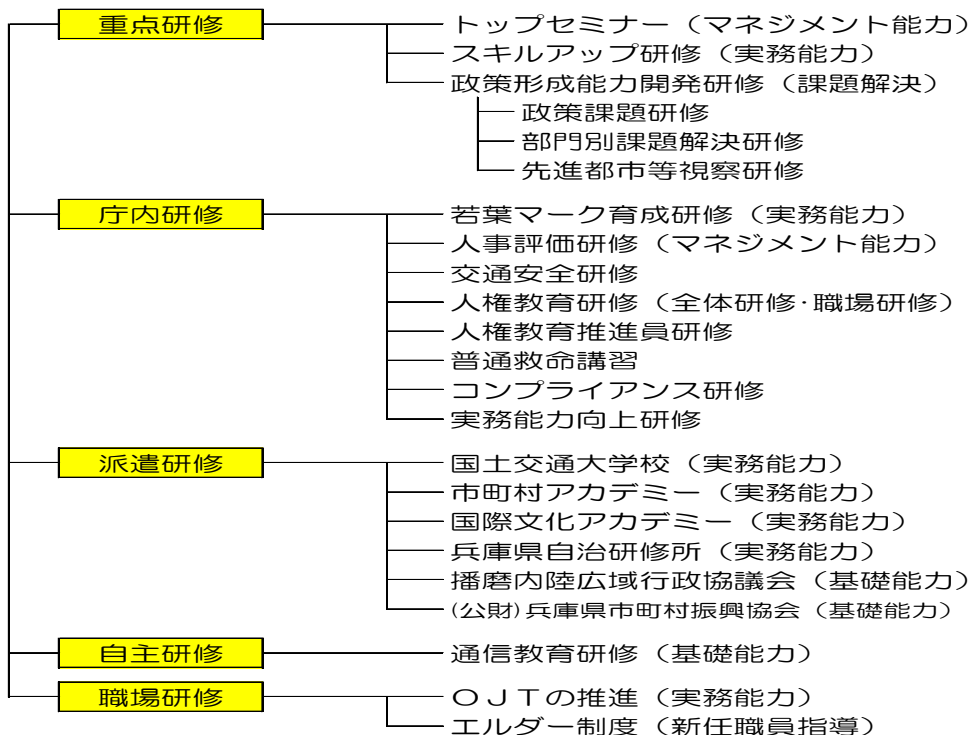 重点研修
トップセミナー（マネジメント能力）
スキルアップ研修（実務能力）
政策形成能力開発研修（課題解決）
政策課題研修
部門別課題解決研修
先進都市等視察研修
庁内研修
若葉マーク育成研修（実務能力）
人事評価研修（マネジメント能力）
交通安全研修
人権教育研修（全体研修･職場研修）
人権教育推進員研修
普通救命講習
コンプライアンス研修
実務能力向上研修
派遣研修
国土交通大学校（実務能力）
市町村アカデミー（実務能力）
国際文化アカデミー（実務能力）
兵庫県自治研修所（実務能力）
播磨内陸広域行政協議会（基礎能力）
(公財)兵庫県市町村振興協会（基礎能力）
自主研修
通信教育研修（基礎能力）
職場研修
ＯＪＴの推進（実務能力）
エルダー制度（新任職員指導）